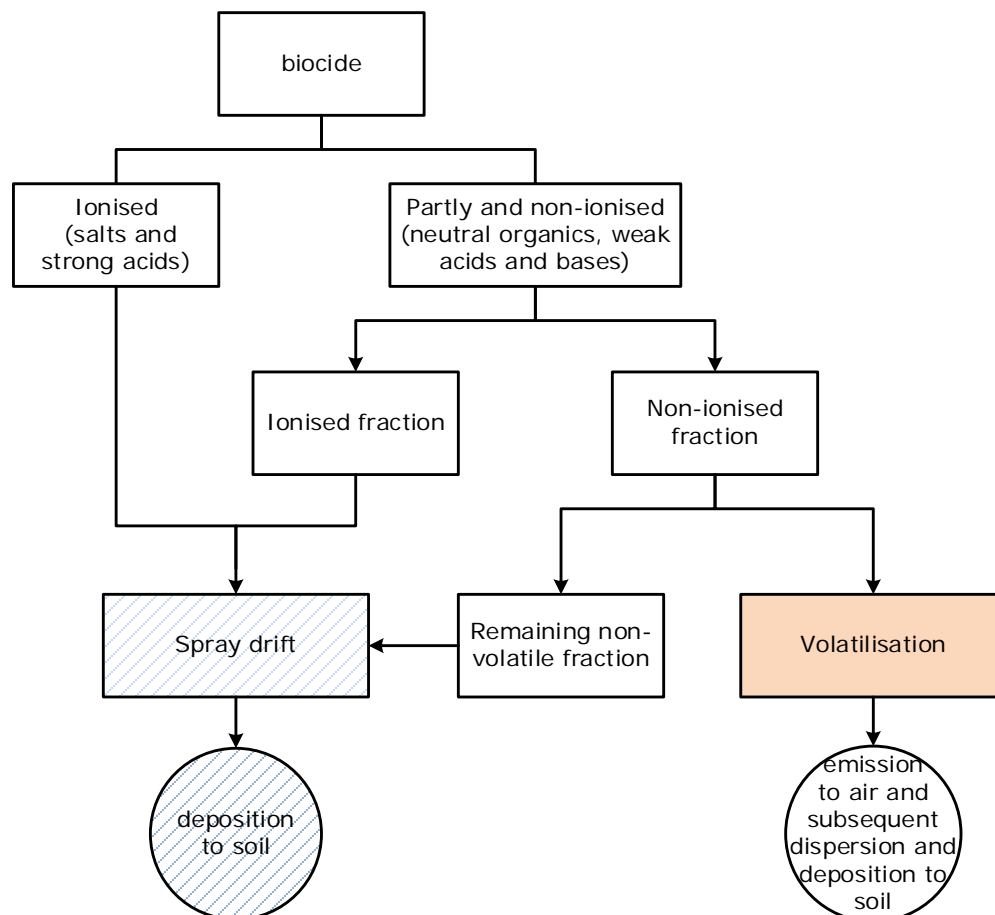 biocide
Ionised
(salts and
strong acids)
Partly and non-ionised
(neutral organics, weak
acids and bases)
Ionised fraction
Non-ionised
fraction
Spray drift
Remaining non-
volatile fraction
Volatilisation
deposition
to soil
emission
to air and
subsequent
dispersion and
deposition to
soil